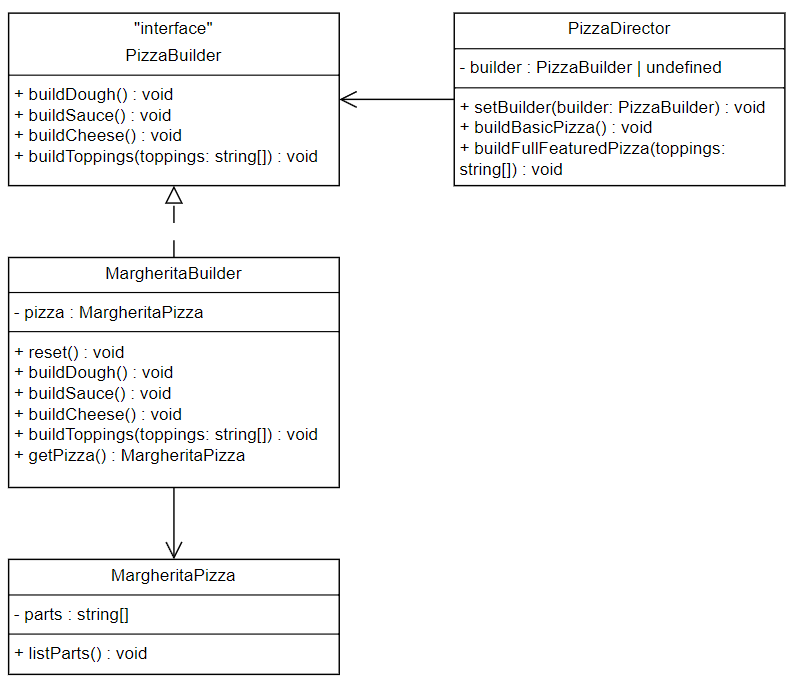 "interface"
PizzaBuilder
+ buildDough() : void
+ buildSauce() : void
+ buildCheese() : void
+ buildToppings(toppings: string[]) : void
PizzaDirector
- builder : PizzaBuilder | undefined
+ setBuilder(builder: PizzaBuilder) : void
+ buildBasicPizza() : void
+ buildFullFeaturedPizza(toppings:
string[]) : void
MargheritaBuilder
- pizza : MargheritaPizza
+ reset() : void
+ buildDough() : void
+ buildSauce() : void
+ buildCheese() : void
+ buildToppings(toppings: string[]) : void
+ getPizza() : MargheritaPizza
MargheritaPizza
- parts : string[]
+ listParts() : void